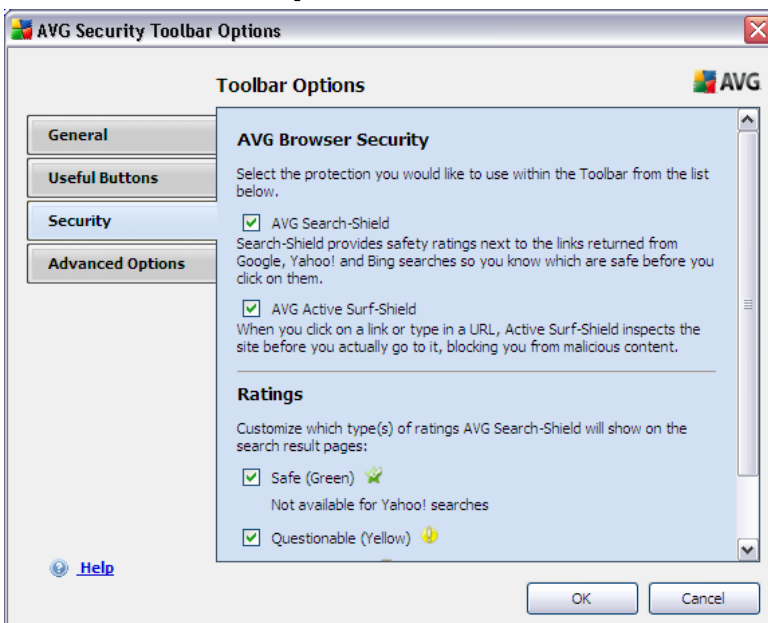 AVG Security Toolbar Options
Toolbar Options
AVG
General
Useful Buttons
Security
Advanced Options
AVG Browser Security
Select the protection you would like to use within the Toolbar from the list
below.
AVG Search-Shield
Search-Shield provides safety ratings next to the links returned from
Google, Yahoo! and Bing searches so you know which are safe before you
click on them.
AVG Active Surf-Shield
When you click on a link or type in a URL, Active Surf-Shield inspects the
site before you actually go to it, blocking you from malicious content.
Ratings
Customize which type(s) of ratings AVG Search-Shield will show on the
search result pages:
Safe (Green)
Not available for Yahoo! searches
Questionable (Yellow)
Help
OK
Cancel